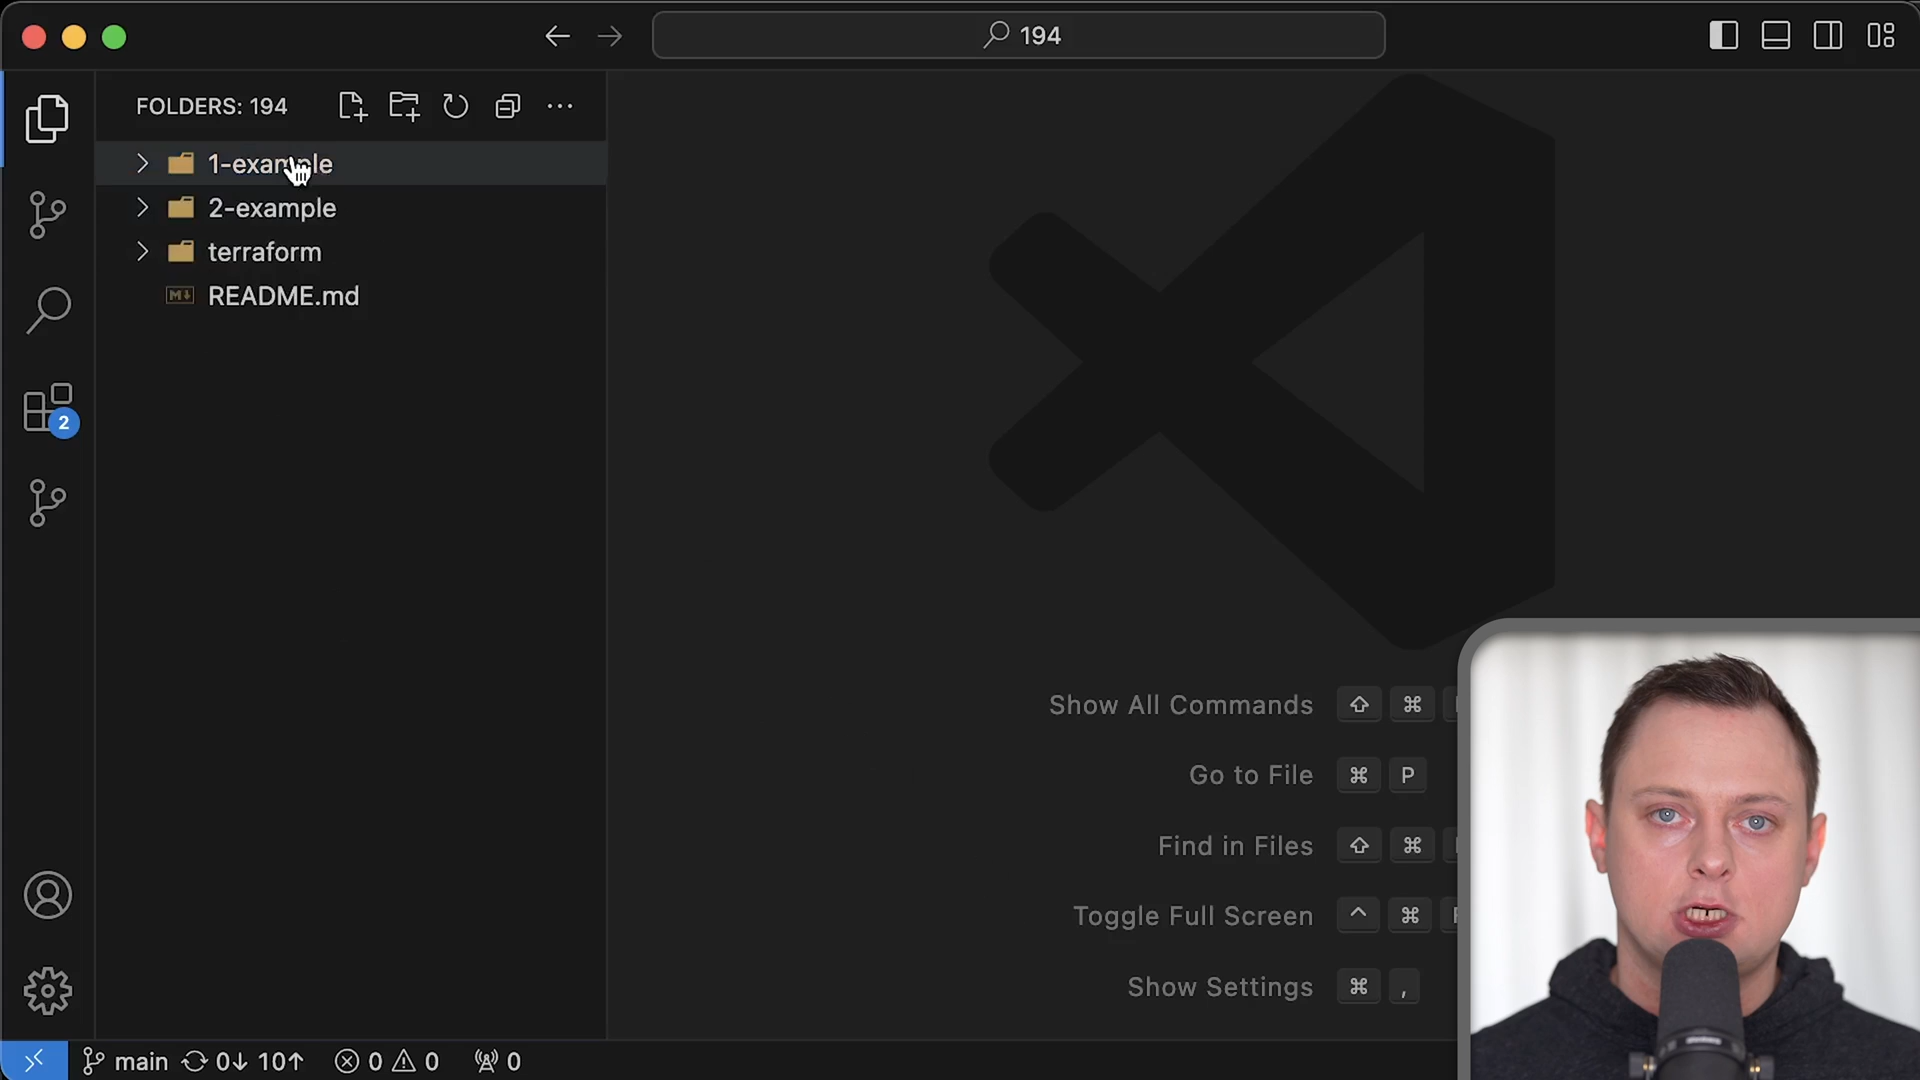 194
FOLDERS: 194
1-example
2-example
terraform
README.md
2
Show All Commands ⇧ ⌘
Go to File ⌘ P
Find in Files ⇧ ⌘
Toggle Full Screen ^ ⌘
Show Settings ⌘ ,
main 0↓ 10↑ 0 0 0